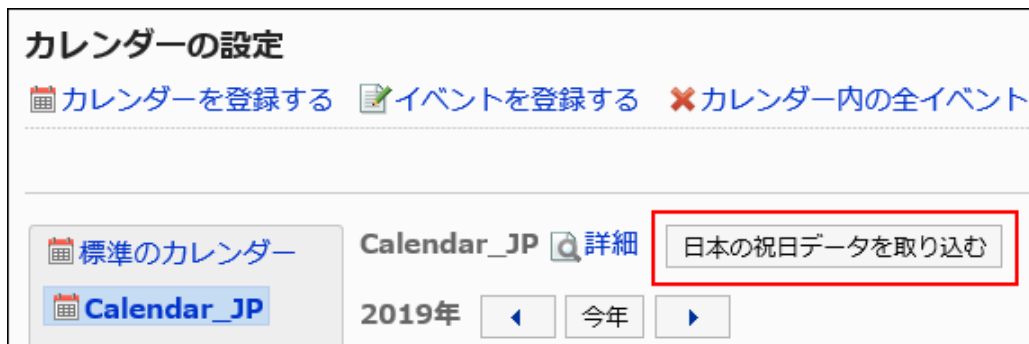 カレンダーの設定
カレンダーを登録する イベントを登録する カレンダー内の全イベント
標準のカレンダー Calendar_JP 詳細 日本の祝日データを取り込む
Calendar_JP 2019年 今年